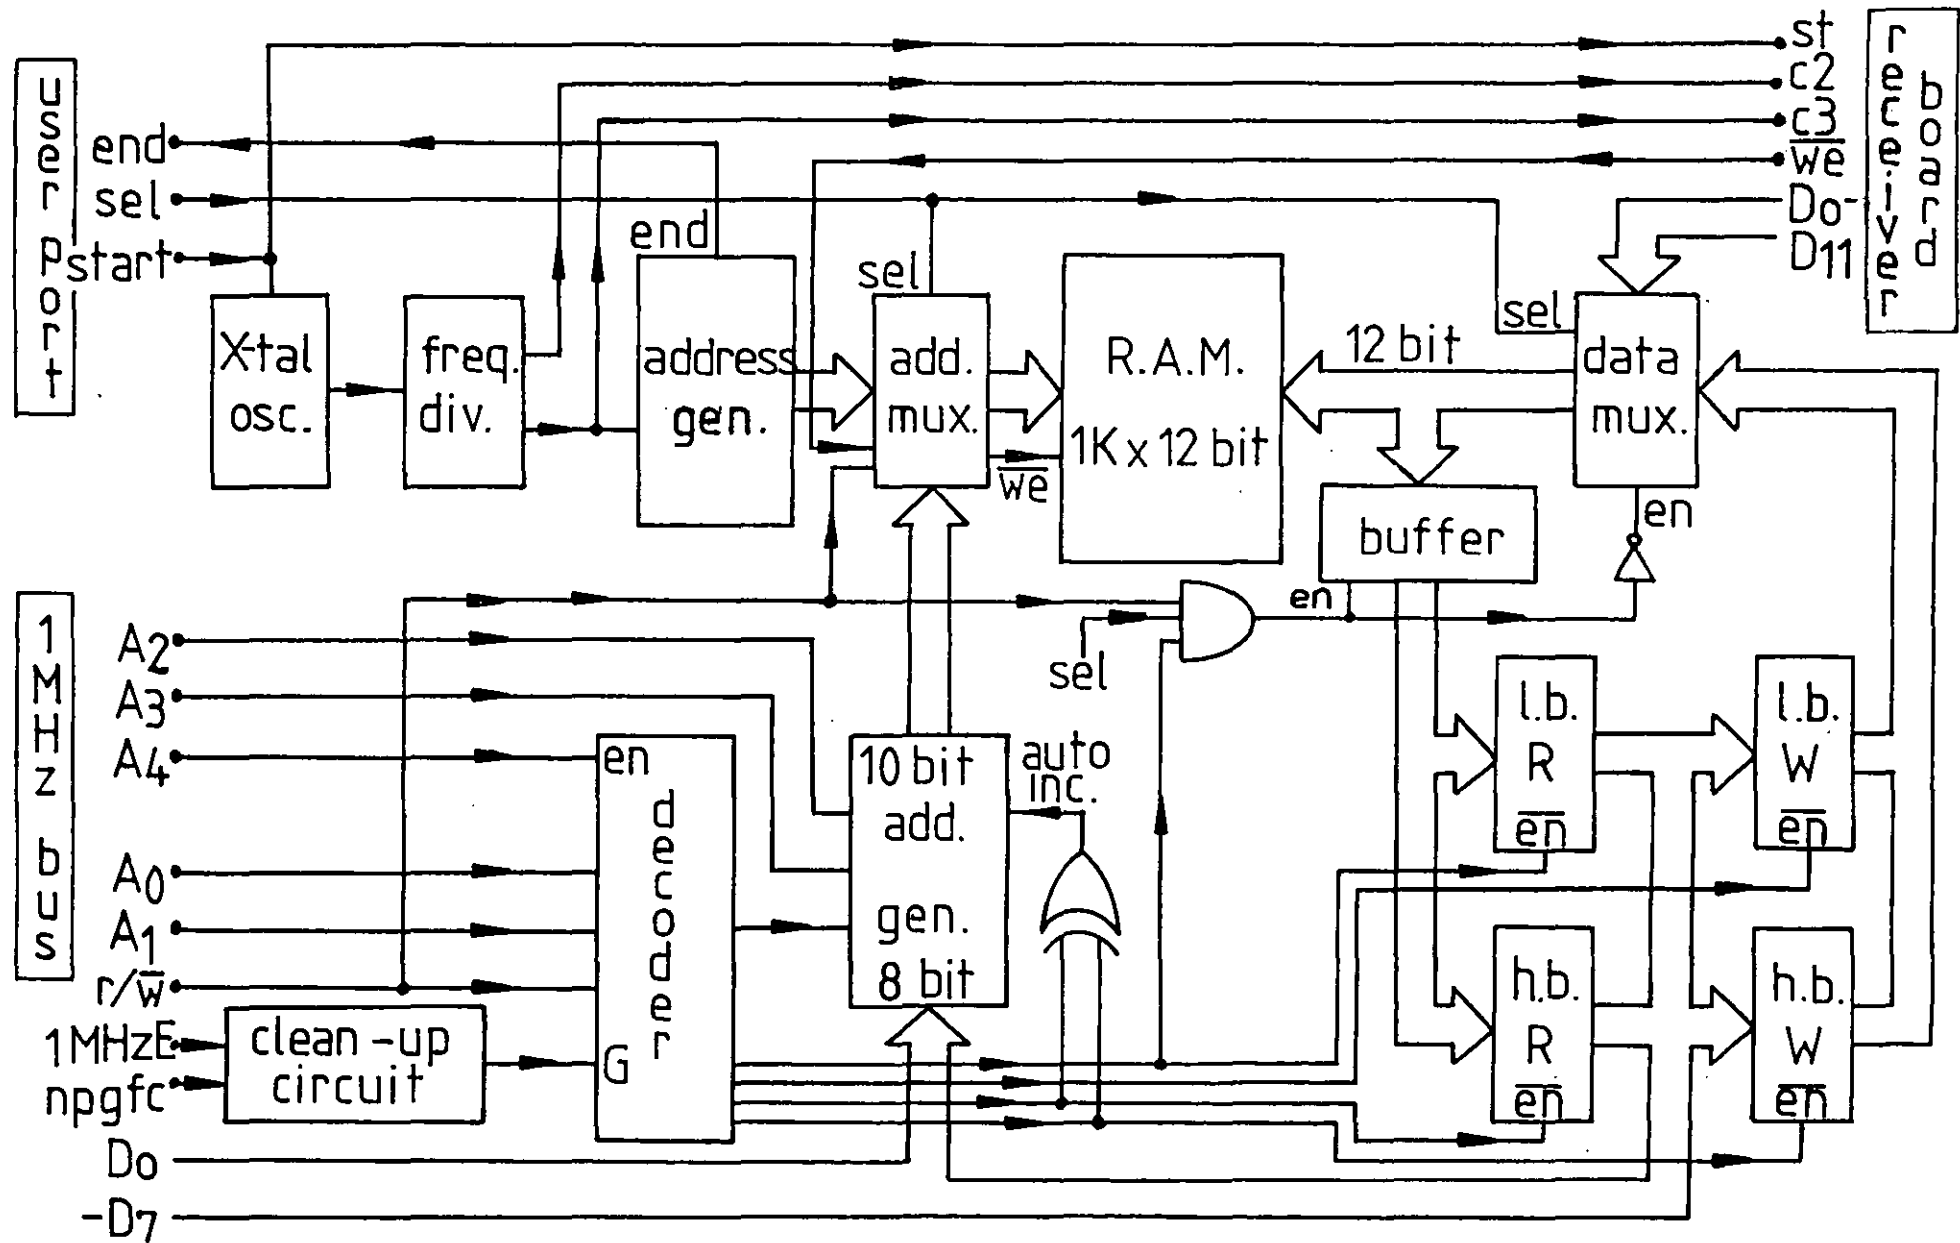 user port
end
sel
start
st
c2
c3
we
Do-
D11
receiver
board
end
sel
sel
X-tal
osc.
freq.
div.
address
gen.
add.
mux.
we
R.A.M.
1K x 12 bit
12 bit
data
mux.
en
buffer
en
sel
1MHz bus
A2
A3
A4
A0
A1
r/w
1MHzE
npgfc
Do
-D7
clean-up
circuit
en
decoder
G
10 bit
add.
gen.
8 bit
auto
inc.
l.b.
R
en
l.b.
W
en
h.b.
R
en
h.b.
W
en